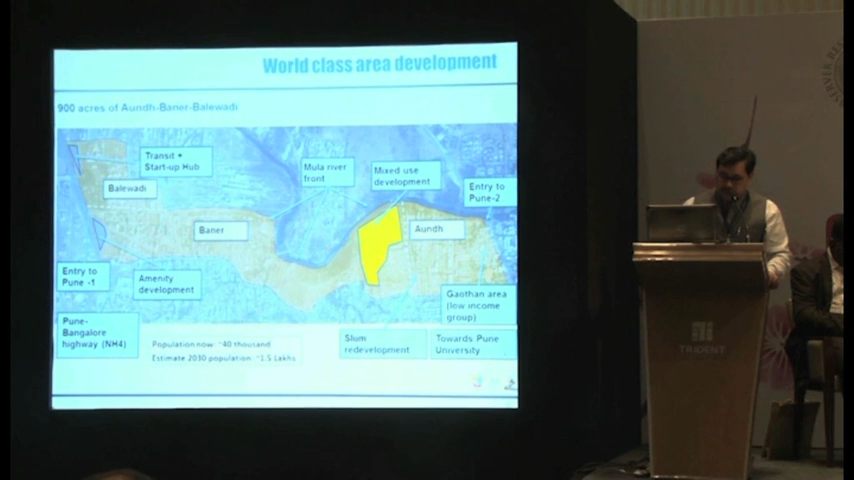 World class area development
900 acres of Aundh-Baner-Balewadi
Transit +
Start-up Hub
Balewadi
Mula river
front
Mixed use
development
Entry to
Pune-2
Baner
Aundh
Entry to
Pune -1
Amenity
development
Gaothan area
(low income
group)
Pune-
Bangalore
highway (NH4)
Population now: ~40 thousand
Estimate 2030 population: ~1.5 Lakhs
Slum
redevelopment
Towards Pune
University
TRIDENT